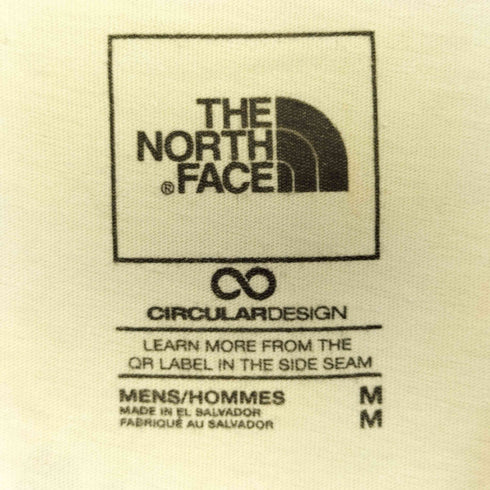 THE
NORTH
® FACE
CIRCULARDESIGN
LEARN MORE FROM THE
QR LABEL IN THE SIDE SEAM
MENS/HOMMES M
MADE IN EL SALVADOR
FABRIQUÉ AU SALVADOR M